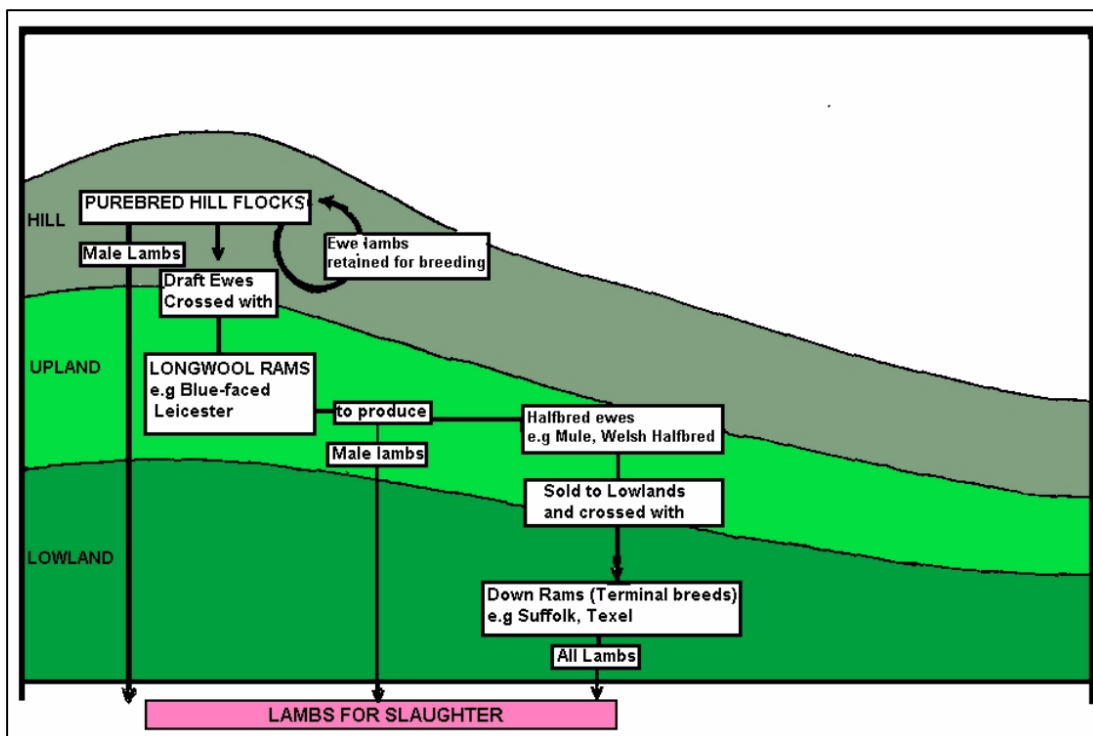 PUREBRED HILL FLOCKS
HILL
Male Lambs
Ewe lambs
retained for breeding
Draft Ewes
Crossed with
UPLAND
LONGWOOL RAMS
e.g Blue-faced
Leicester
to produce
Halfbred ewes
e.g Mule, Welsh Halfbred
Male lambs
Sold to Lowlands
and crossed with
LOWLAND
Down Rams (Terminal breeds)
e.g Suffolk, Texel
All Lambs
LAMBS FOR SLAUGHTER